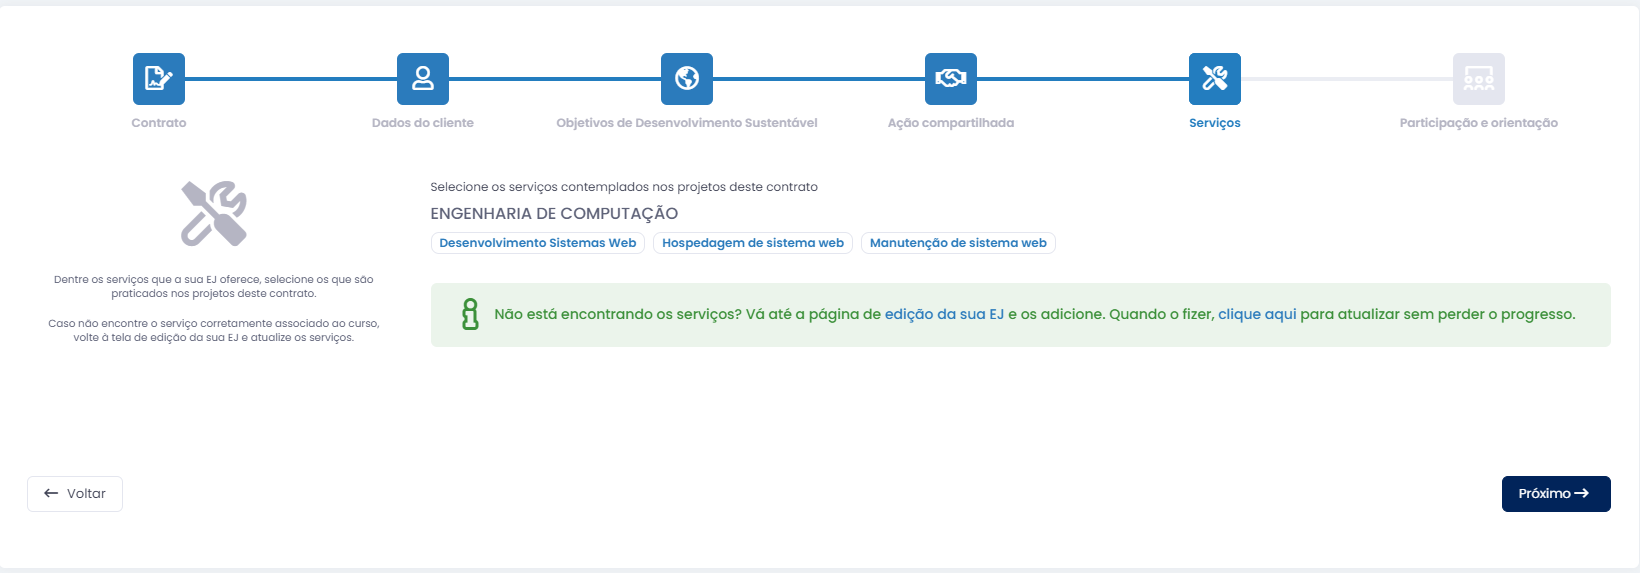 Contrato
Dados do cliente
Objetivos de Desenvolvimento Sustentável
Ação compartilhada
Serviços
Participação e orientação
Dentre os serviços que a sua EJ oferece, selecione os que são
praticados nos projetos deste contrato.
Caso não encontre o serviço corretamente associado ao curso,
volte à tela de edição da sua EJ e atualize os serviços.
Selecione os serviços contemplados nos projetos deste contrato
ENGENHARIA DE COMPUTAÇÃO
Desenvolvimento Sistemas Web
Hospedagem de sistema web
Manutenção de sistema web
Não está encontrando os serviços? Vá até a página de edição da sua EJ e os adicione. Quando o fizer, clique aqui para atualizar sem perder o progresso.
Voltar
Próximo